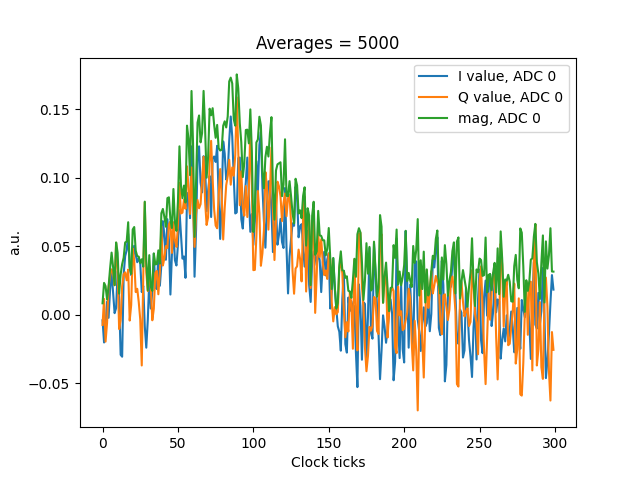 Averages = 5000
I value, ADC 0
Q value, ADC 0
mag, ADC 0
a.u.
0.15
0.10
0.05
0.00
−0.05
0 50 100 150 200 250 300
Clock ticks